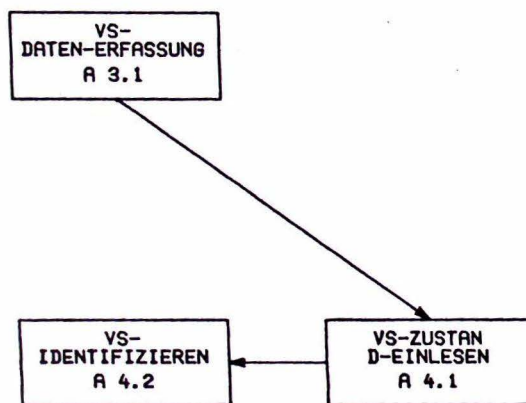 VS-
DATEN-ERFASSUNG
A 3.1
VS-
IDENTIFIZIEREN
A 4.2
VS-ZUSTAN
D-EINLESEN
A 4.1